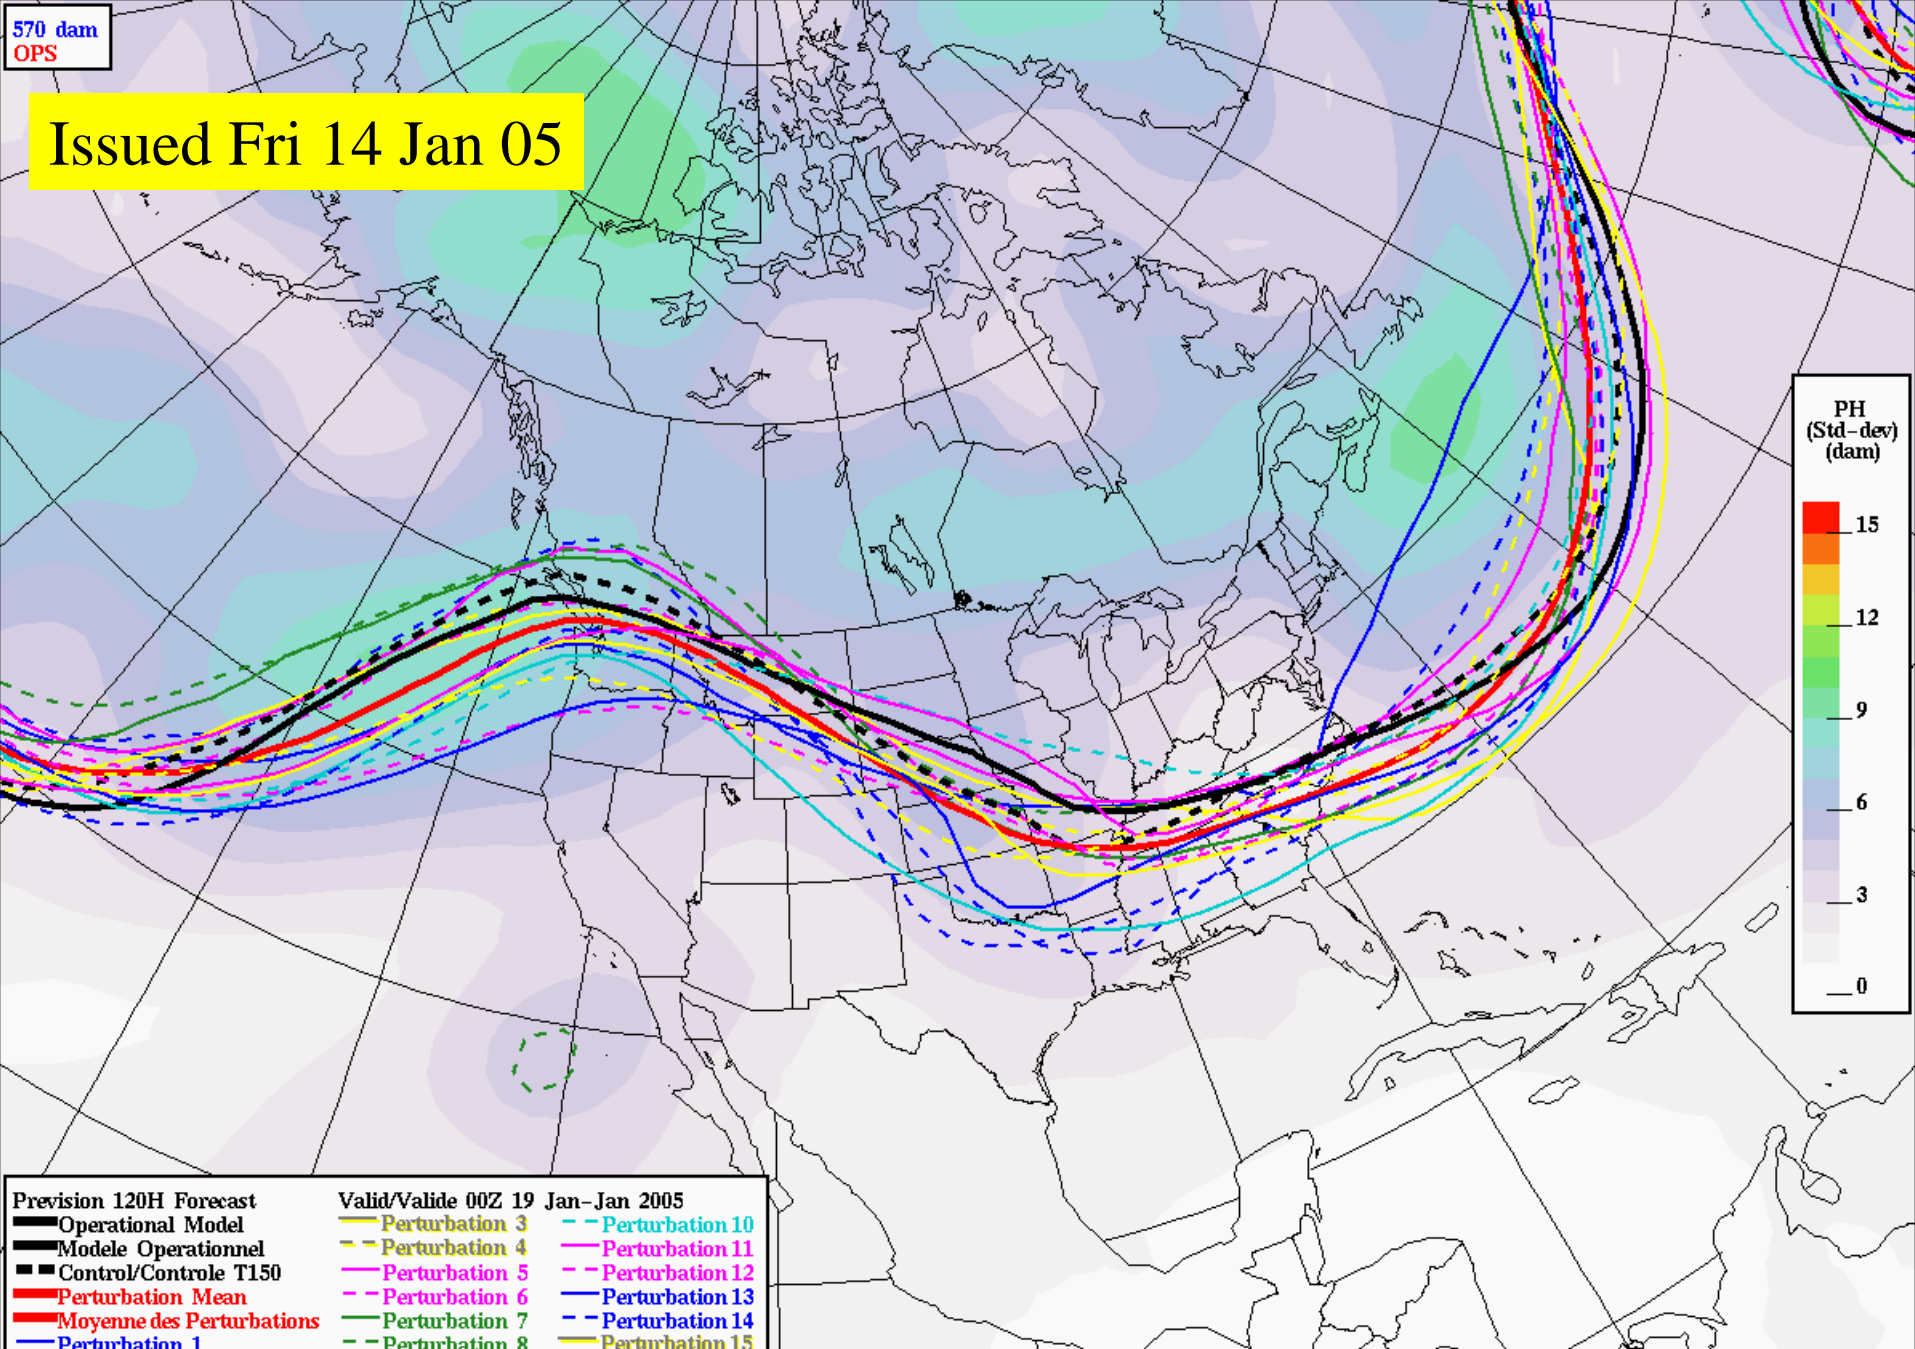 570 dam
OPS
Issued Fri 14 Jan 05
PH
(Std-dev)
(dam)
15
12
9
6
3
0
Prevision 120H Forecast Valid/Valide 00Z 19 Jan-Jan 2005
Operational Model
Modele Operationnel
Control/Controle T150
Perturbation Mean
Moyenne des Perturbations
Perturbation 1
Perturbation 3
Perturbation 4
Perturbation 5
Perturbation 6
Perturbation 7
Perturbation 8
Perturbation 10
Perturbation 11
Perturbation 12
Perturbation 13
Perturbation 14
Perturbation 15